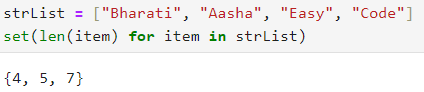 strList = ["Bharati", "Aasha", "Easy", "Code"]
set(len(item) for item in strList)
{4, 5, 7}